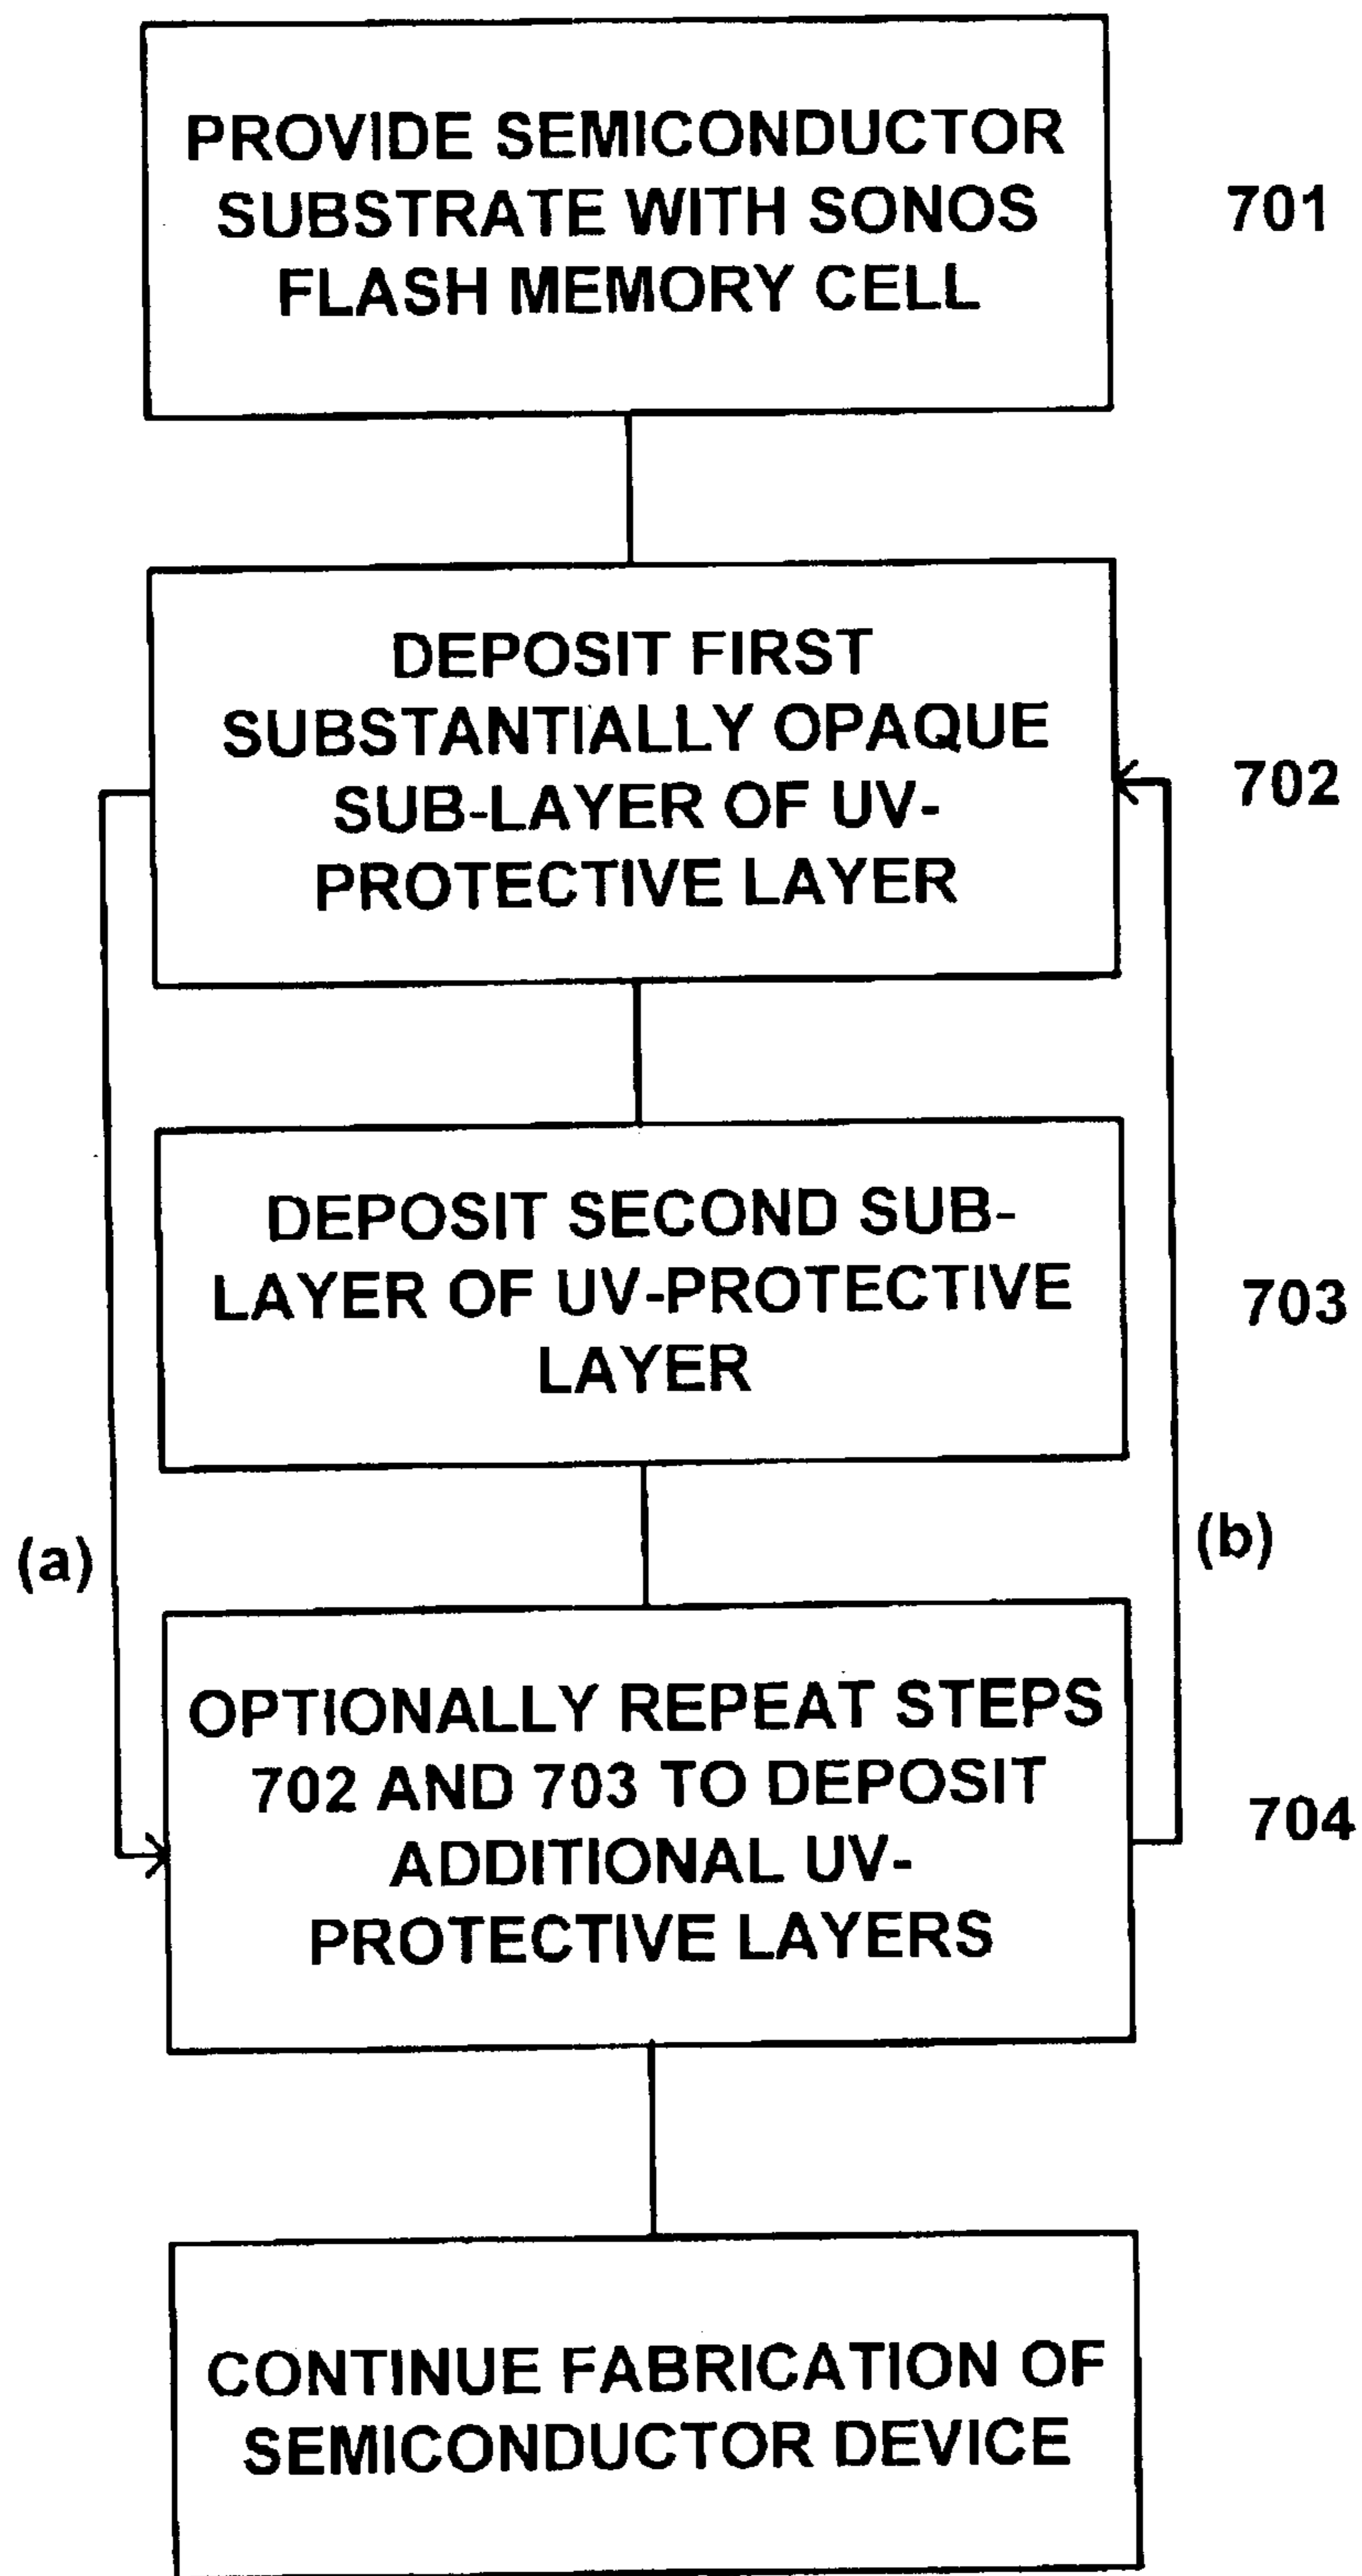 PROVIDE SEMICONDUCTOR
SUBSTRATE WITH SONOS
FLASH MEMORY CELL
701
DEPOSIT FIRST
SUBSTANTIALLY OPAQUE
SUB-LAYER OF UV-
PROTECTIVE LAYER
702
DEPOSIT SECOND SUB-
LAYER OF UV-PROTECTIVE
LAYER
703
(a)
(b)
OPTIONALLY REPEAT STEPS
702 AND 703 TO DEPOSIT
ADDITIONAL UV-
PROTECTIVE LAYERS
704
CONTINUE FABRICATION OF
SEMICONDUCTOR DEVICE